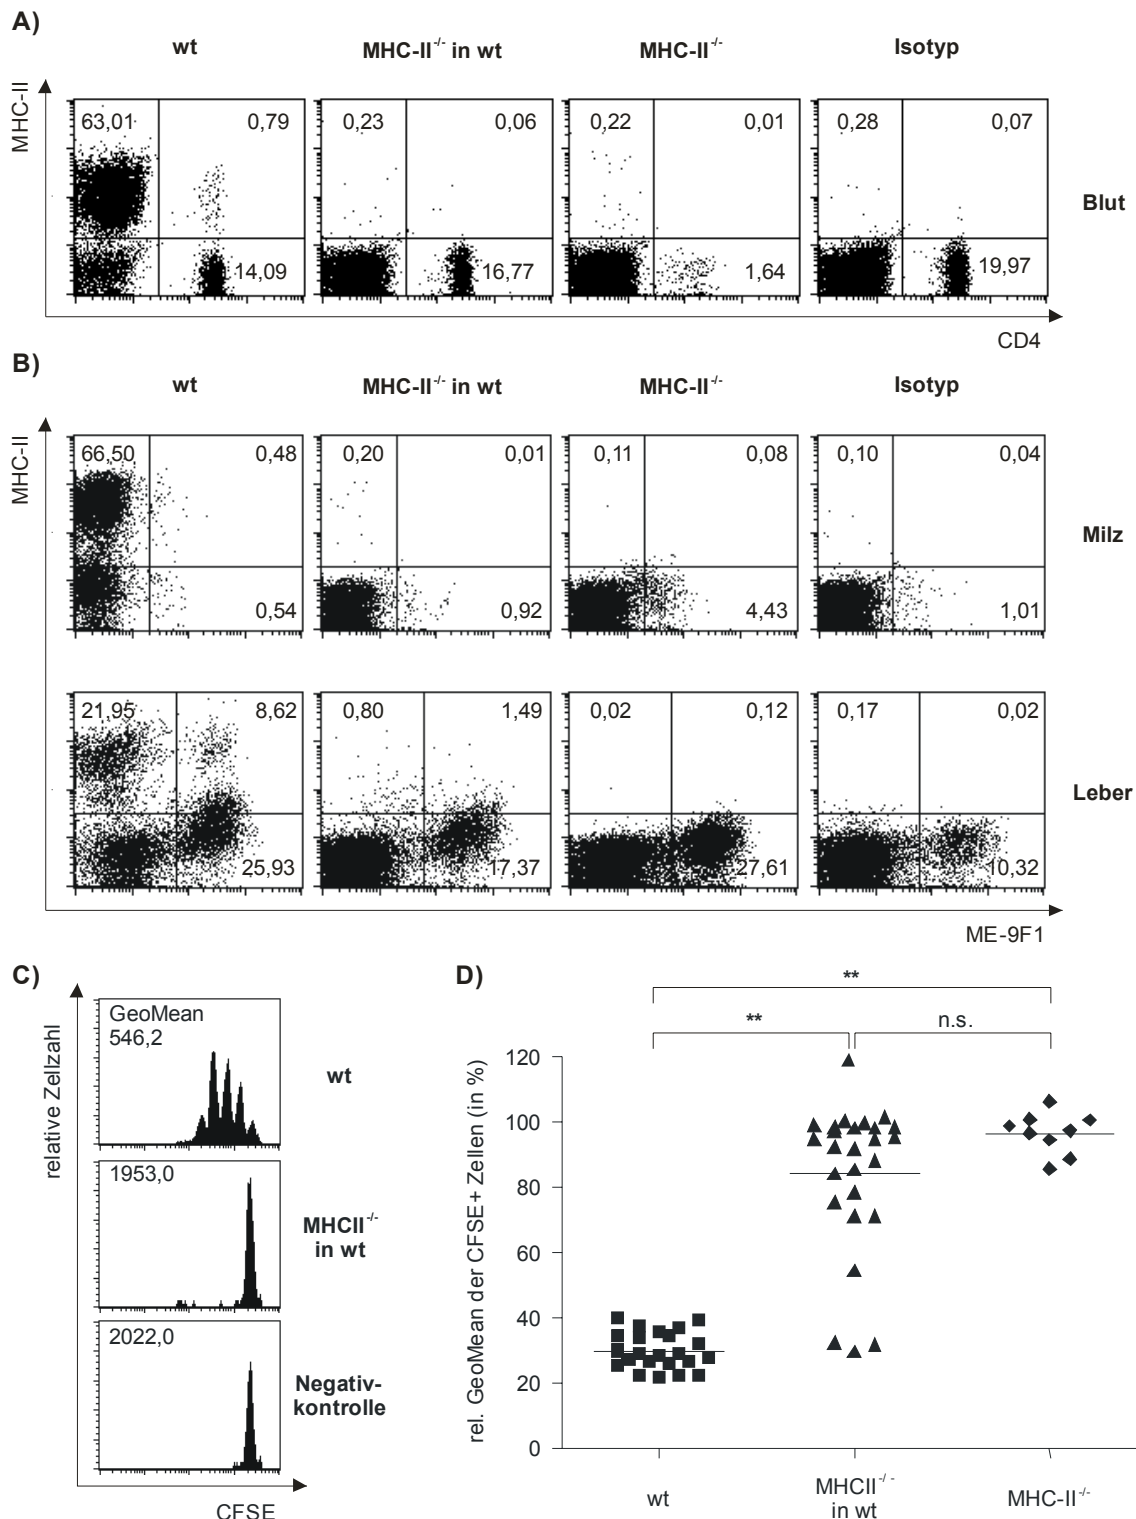 A)
wt
MHC-II-/- in wt
MHC-II-/-
Isotyp
MHC-II
63,01 0,79
14,09
0,23 0,06
16,77
0,22 0,01
1,64
0,28 0,07
19,97
Blut
CD4
B)
wt
MHC-II-/- in wt
MHC-II-/-
Isotyp
MHC-II
66,50 0,48
0,54
0,20 0,01
0,92
0,11 0,08
4,43
0,10 0,04
1,01
Milz
21,95 8,62
25,93
0,80 1,49
17,37
0,02 0,12
27,61
0,17 0,02
10,32
Leber
ME-9F1
C)
relative Zellzahl
GeoMean
546,2
wt
1953,0
MHCII-/-
in wt
2022,0
Negativ-
kontrolle
CFSE
D)
**
**
n.s.
rel. GeoMean der CFSE+ Zellen (in %)
120
100
80
60
40
20
0
wt
MHCII-/-
in wt
MHC-II-/-